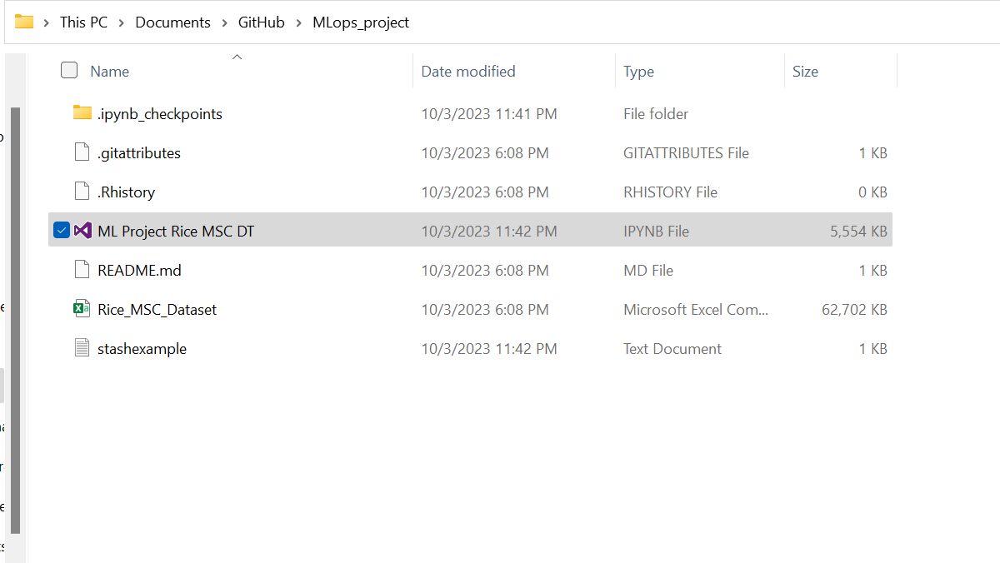 This PC > Documents > GitHub > MLops_project
Name Date modified Type Size
.ipynb_checkpoints 10/3/2023 11:41 PM File folder
.gitattributes 10/3/2023 6:08 PM GITATTRIBUTES File 1 KB
.Rhistory 10/3/2023 6:08 PM RHISTORY File 0 KB
ML Project Rice MSC DT 10/3/2023 11:42 PM IPYNB File 5,554 KB
README.md 10/3/2023 6:08 PM MD File 1 KB
Rice_MSC_Dataset 10/3/2023 6:08 PM Microsoft Excel Com... 62,702 KB
stashexample 10/3/2023 11:42 PM Text Document 1 KB